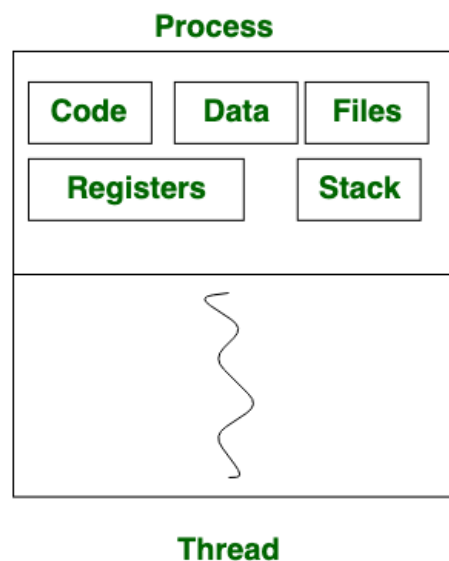 Process
Code Data Files
Registers Stack
Thread